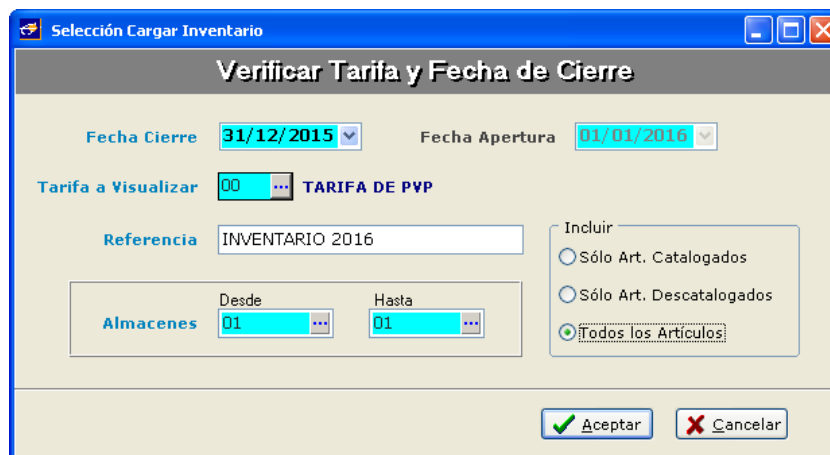 Selección Cargar Inventario
Verificar Tarifa y Fecha de Cierre
Fecha Cierre 31/12/2015 Fecha Apertura 01/01/2016
Tarifa a Visualizar 00 ... TARIFA DE PVP
Referencia INVENTARIO 2016
Incluir
Sólo Art. Catalogados
Sólo Art. Descatalogados
Todos los Artículos
Desde Hasta
Almacenes 01 ... 01 ...
Aceptar Cancelar